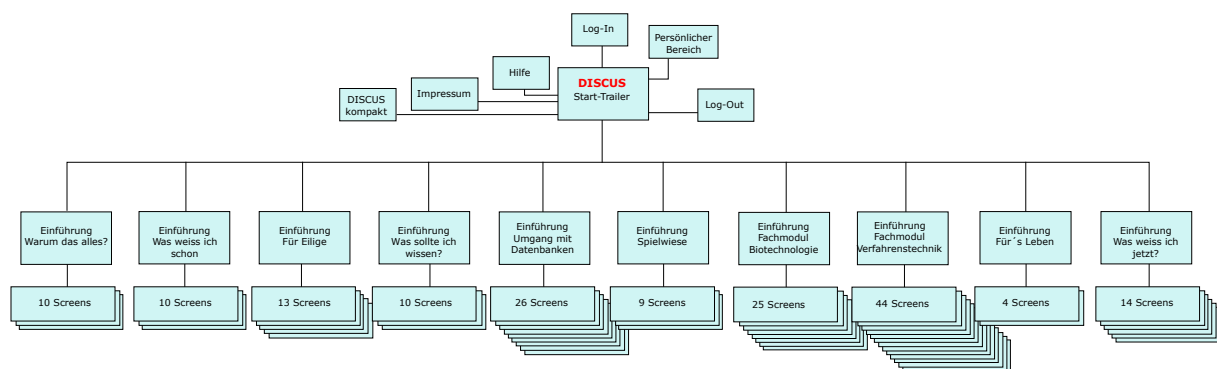 Log-In
Persönlicher
Bereich
Hilfe
DISCUS
Start-Trailer
Impressum
DISCUS
kompakt
Log-Out
Einführung
Warum das alles?
Einführung
Was weiss ich
schon
Einführung
Für Eilige
Einführung
Was sollte ich
wissen?
Einführung
Umgang mit
Datenbanken
Einführung
Spielwiese
Einführung
Fachmodul
Biotechnologie
Einführung
Fachmodul
Verfahrenstechnik
Einführung
Für´s Leben
Einführung
Was weiss ich
jetzt?
10 Screens
10 Screens
13 Screens
10 Screens
26 Screens
9 Screens
25 Screens
44 Screens
4 Screens
14 Screens